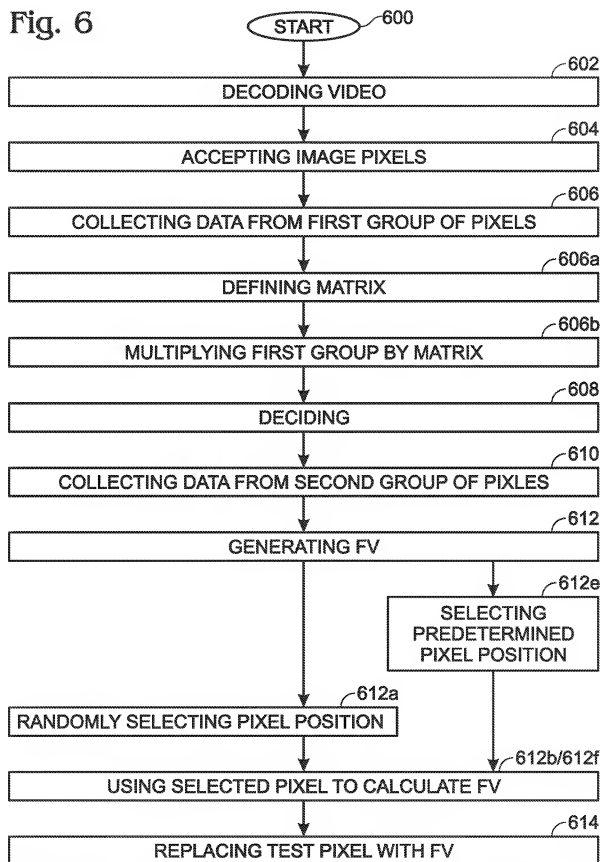 Fig. 6
START
600
602
DECODING VIDEO
604
ACCEPTING IMAGE PIXELS
606
COLLECTING DATA FROM FIRST GROUP OF PIXELS
606a
DEFINING MATRIX
606b
MULTIPLYING FIRST GROUP BY MATRIX
608
DECIDING
610
COLLECTING DATA FROM SECOND GROUP OF PIXLES
612
GENERATING FV
612e
SELECTING
PREDETERMINED
PIXEL POSITION
612a
RANDOMLY SELECTING PIXEL POSITION
612b/612f
USING SELECTED PIXEL TO CALCULATE FV
614
REPLACING TEST PIXEL WITH FV